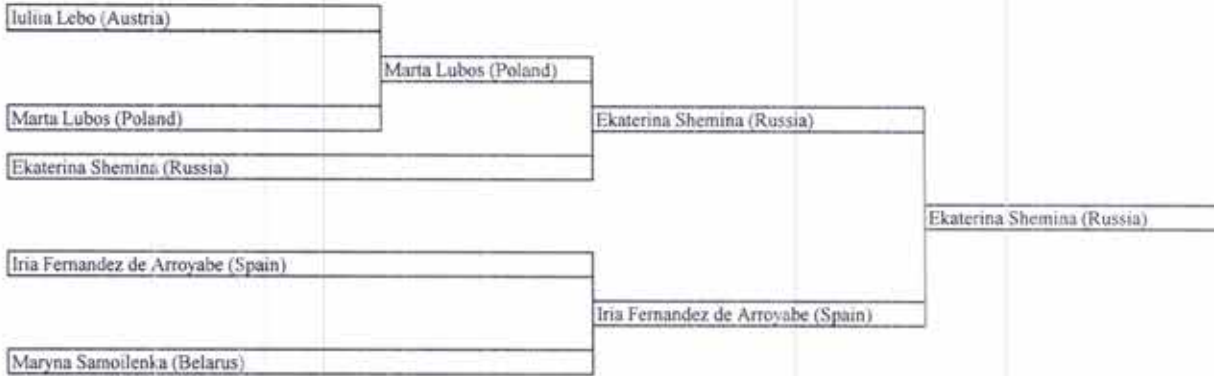 Iuliia Lebo (Austria)
Marta Lubos (Poland)
Marta Lubos (Poland)
Ekaterina Shemina (Russia)
Ekaterina Shemina (Russia)
Ekaterina Shemina (Russia)
Iria Fernandez de Arroyabe (Spain)
Iria Fernandez de Arroyabe (Spain)
Maryna Samoilenka (Belarus)